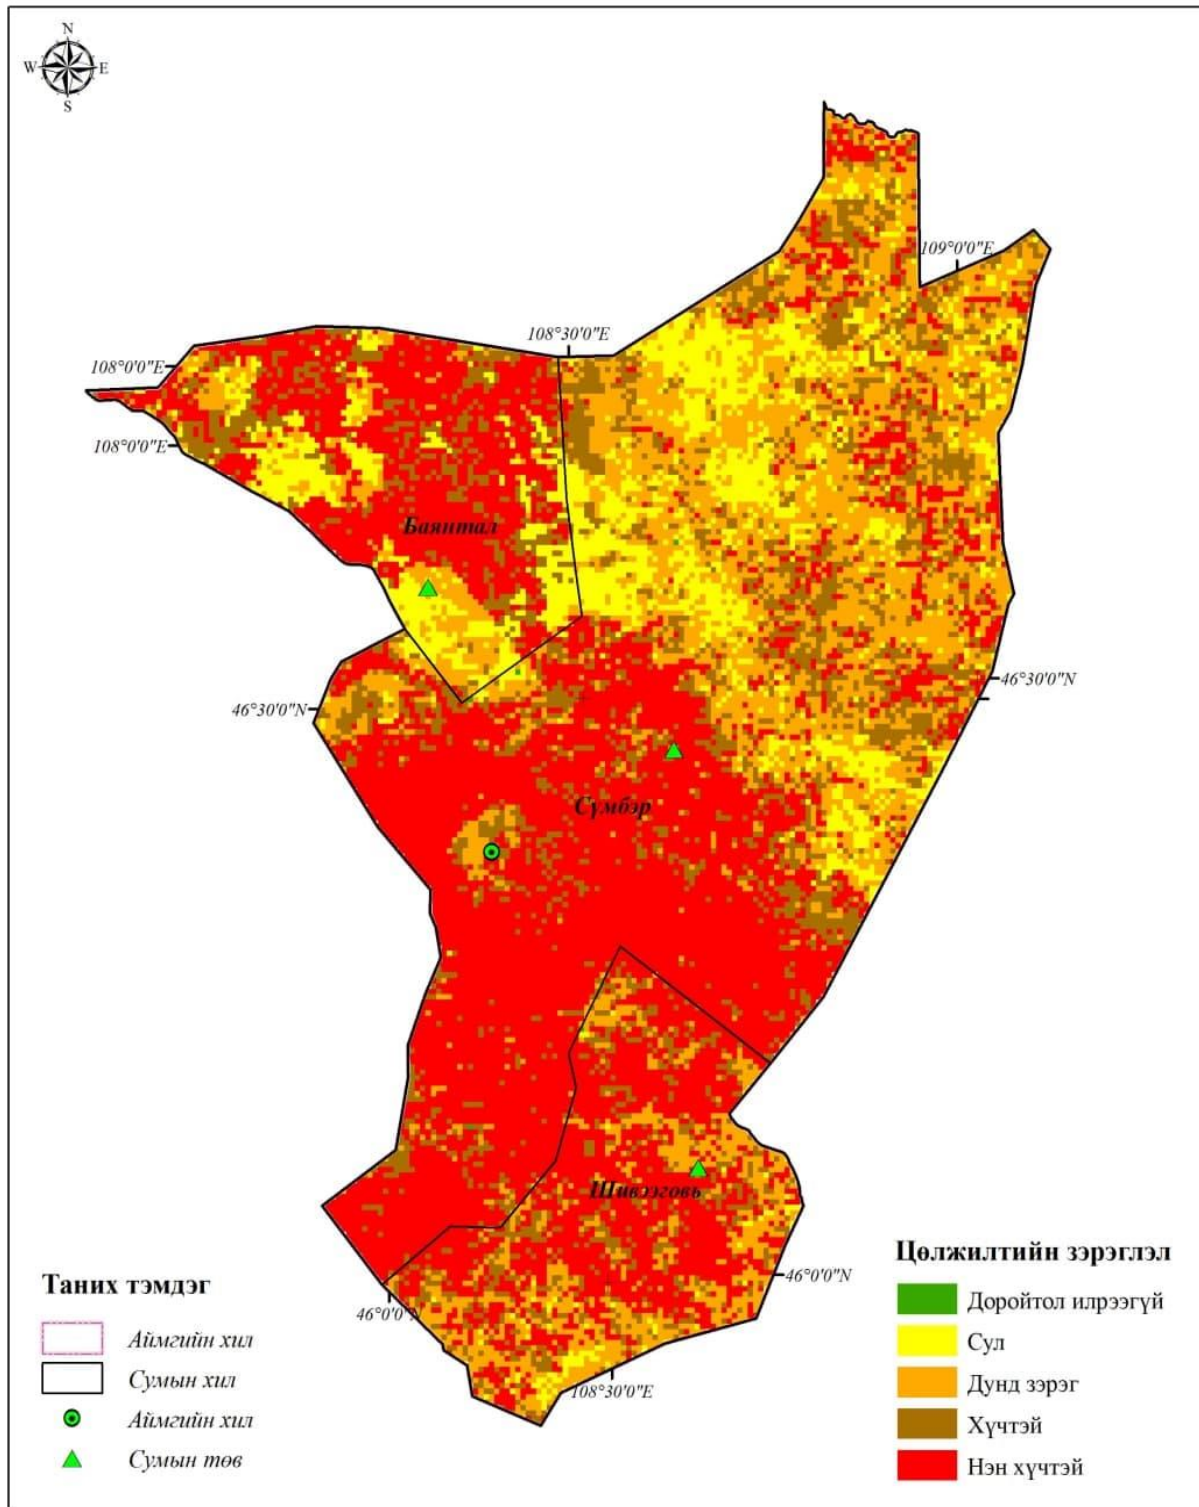 N
W E
S
109°0'0"E
108°30'0"E
108°0'0"E
108°0'0"E
Баянтал
46°30'0"N
46°30'0"N
Сүмбэр
Шивээговь
46°0'0"N
46°0'0"N
108°30'0"E
Таних тэмдэг
Аймгийн хил
Сумын хил
Аймгийн хил
Сумын төв
Цөлжилтийн зэрэглэл
Доройтол илрээгүй
Сул
Дунд зэрэг
Хүчтэй
Нэн хүчтэй